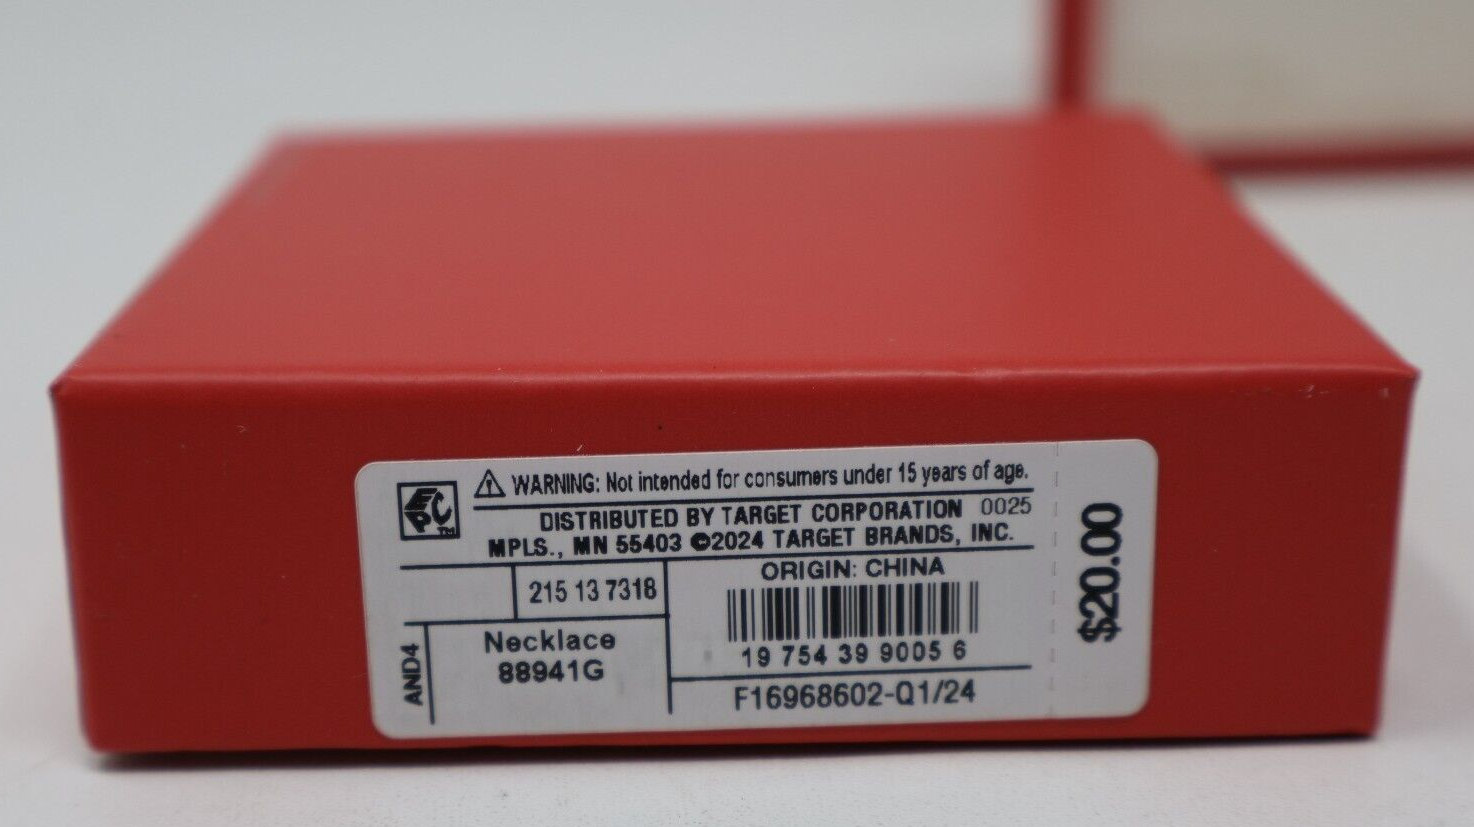 EPC™
⚠ WARNING: Not intended for consumers under 15 years of age.
DISTRIBUTED BY TARGET CORPORATION 0025
MPLS., MN 55403 ©2024 TARGET BRANDS, INC.
215 13 7318
AND4
Necklace
88941G
ORIGIN: CHINA
19 754 39 9005 6
F16968602-Q1/24
$20.00